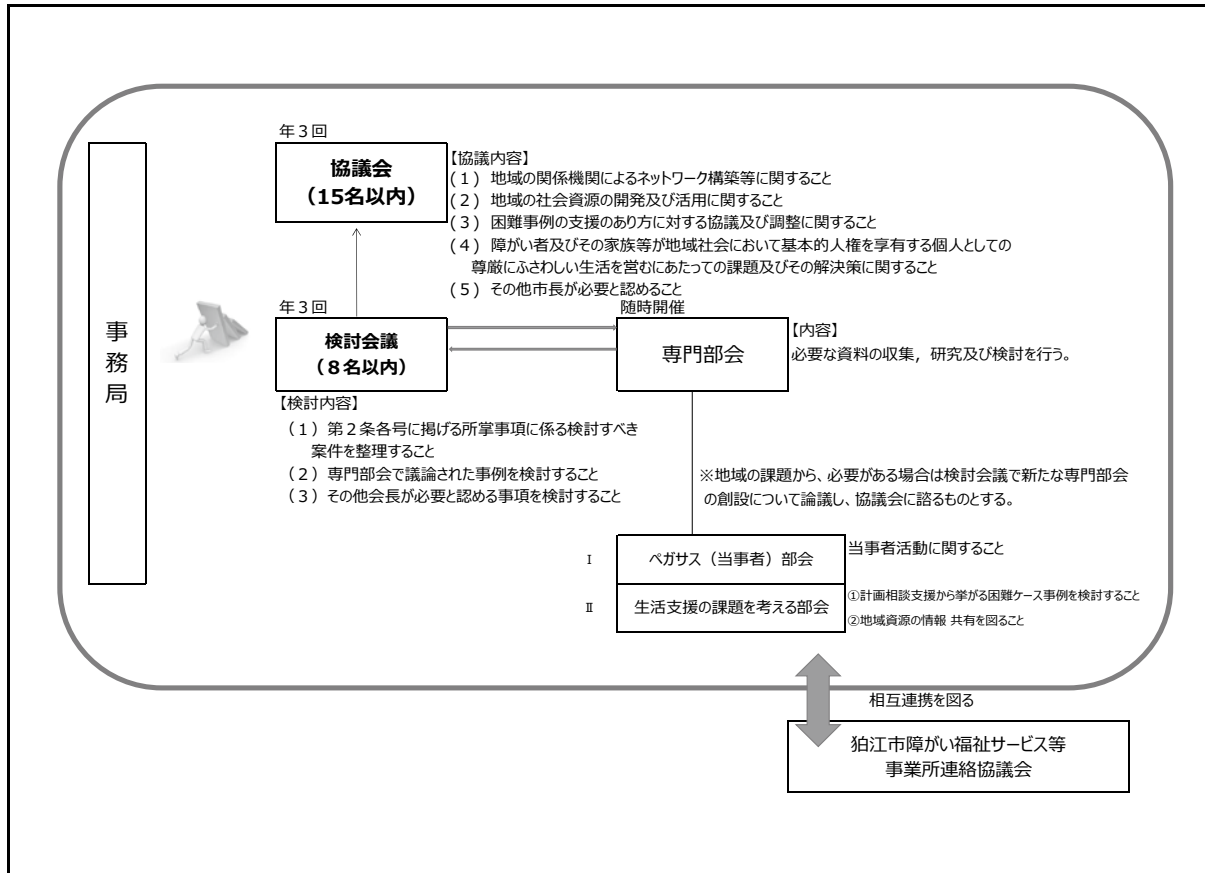 事務局
年3回
協議会
（15名以内）
【協議内容】
(1) 地域の関係機関によるネットワーク構築等に関すること
(2) 地域の社会資源の開発及び活用に関すること
(3) 困難事例の支援のあり方に対する協議及び調整に関すること
(4) 障がい者及びその家族等が地域社会において基本的人権を享有する個人としての
尊厳にふさわしい生活を営むにあたっての課題及びその解決策に関すること
(5) その他市長が必要と認めること
年3回
検討会議
（8名以内）
【検討内容】
（1）第2条各号に掲げる所掌事項に係る検討すべき
案件を整理すること
（2）専門部会で議論された事例を検討すること
（3）その他会長が必要と認める事項を検討すること
随時開催
専門部会
【内容】
必要な資料の収集，研究及び検討を行う。
※地域の課題から、必要がある場合は検討会議で新たな専門部会
の創設について論議し、協議会に諮るものとする。
Ⅰ
ペガサス（当事者）部会
当事者活動に関すること
Ⅱ
生活支援の課題を考える部会
①計画相談支援から挙がる困難ケース事例を検討すること
②地域資源の情報 共有を図ること
相互連携を図る
狛江市障がい福祉サービス等
事業所連絡協議会